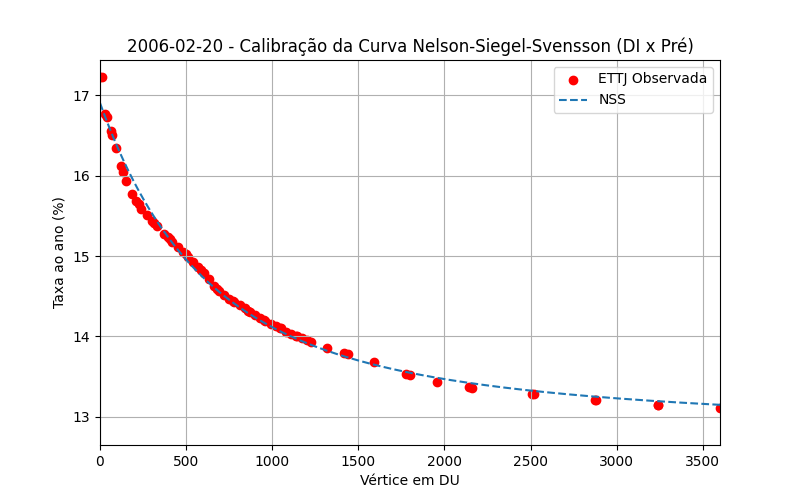 2006-02-20 - Calibração da Curva Nelson-Siegel-Svensson (DI x Pré)
ETTJ Observada
NSS
Taxa ao ano (%)
17
16
15
14
13
0 500 1000 1500 2000 2500 3000 3500
Vértice em DU